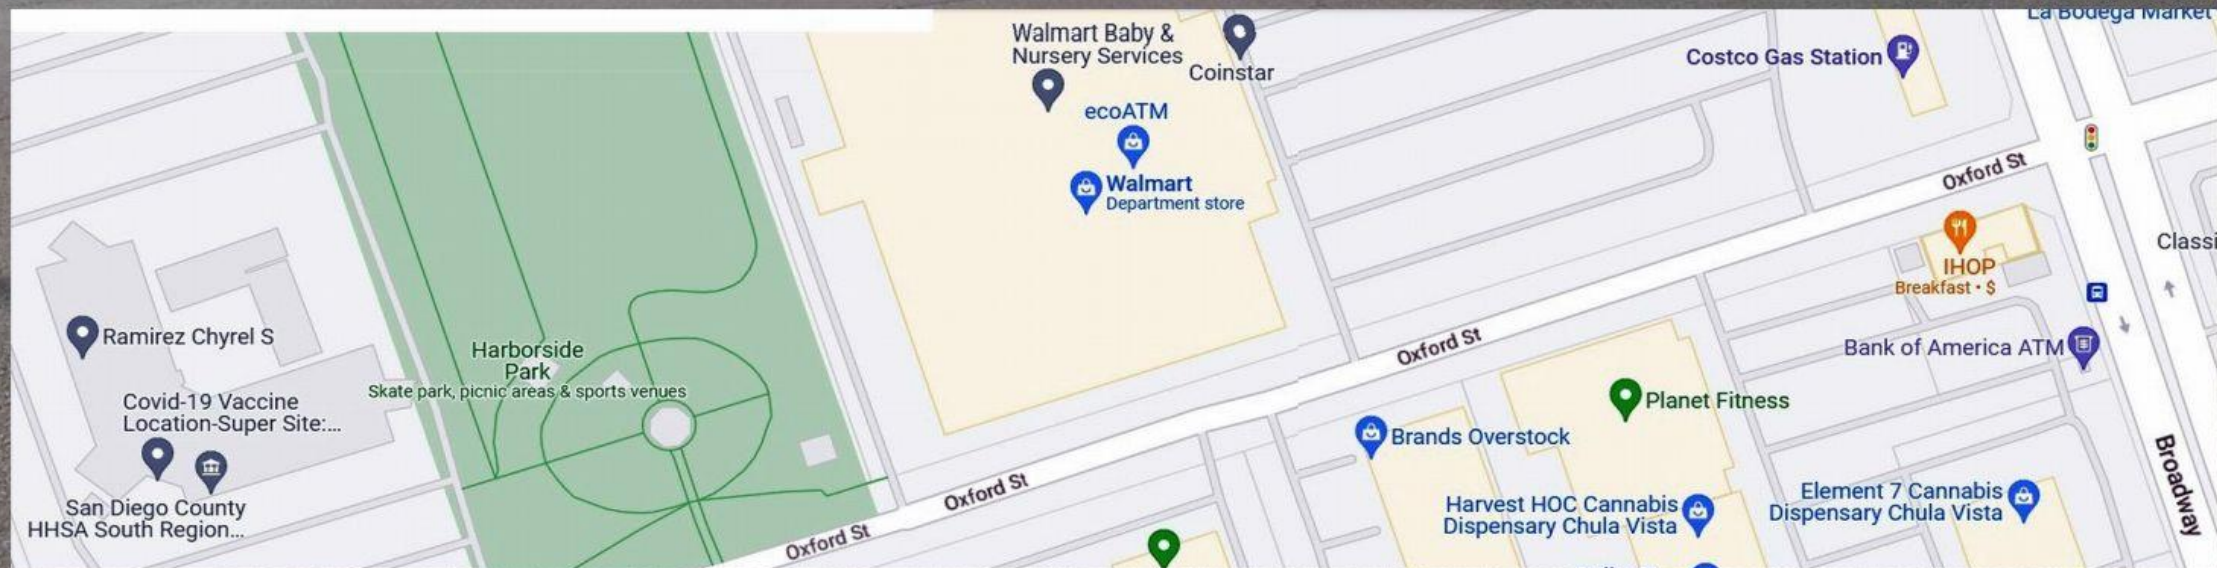 La Bodega Market
Walmart Baby &
Nursery Services
Coinstar
Costco Gas Station
ecoATM
Walmart
Department store
Oxford St
Classi
IHOP
Breakfast • $
Ramirez Chyrel S
Harborside
Park
Skate park, picnic areas & sports venues
Oxford St
Bank of America ATM
Covid-19 Vaccine
Location-Super Site:...
Planet Fitness
Brands Overstock
San Diego County
HHSA South Region...
Oxford St
Harvest HOC Cannabis
Dispensary Chula Vista
Element 7 Cannabis
Dispensary Chula Vista
Broadway
Oxford St